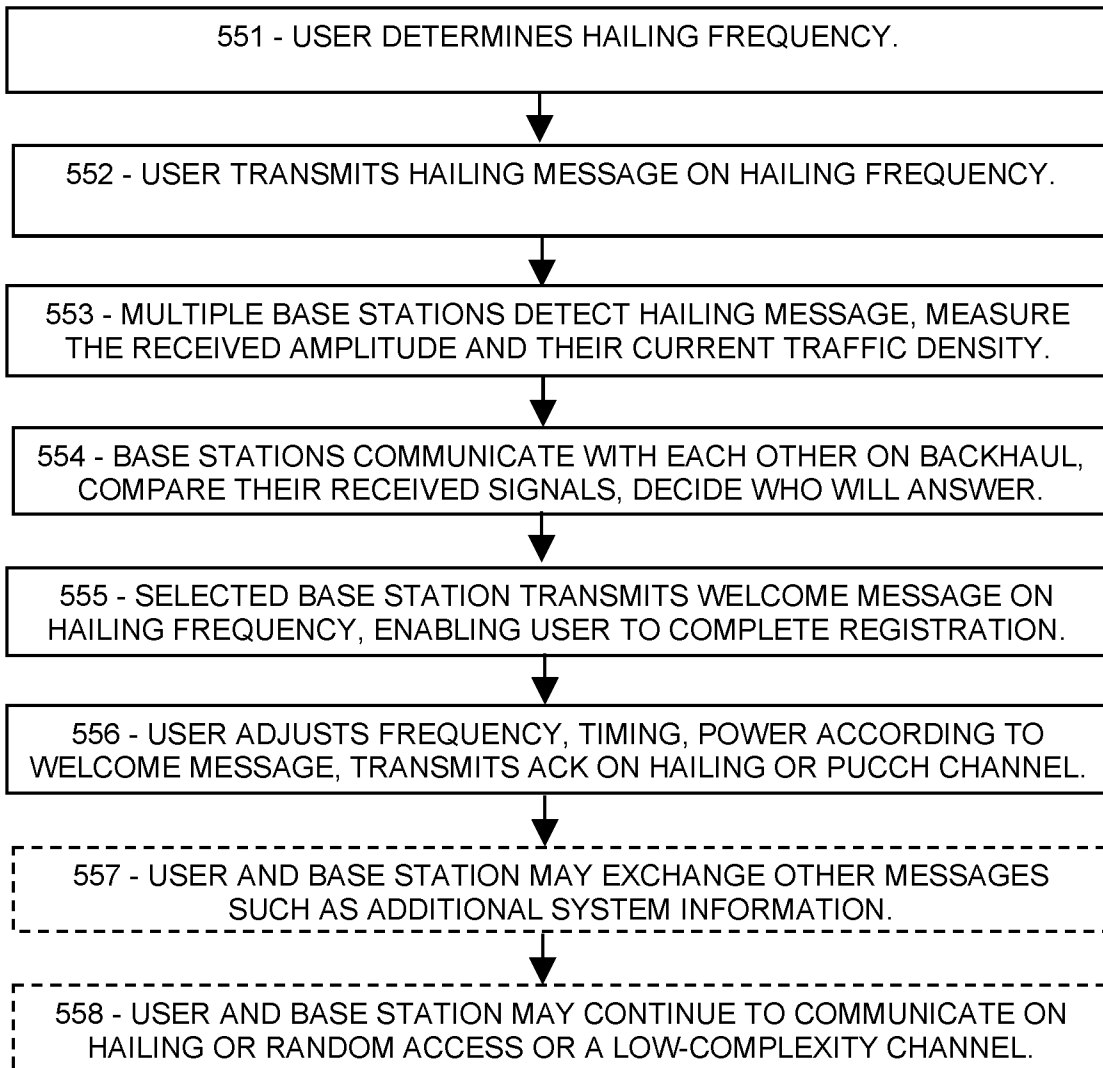 551 - USER DETERMINES HAILING FREQUENCY.
552 - USER TRANSMITS HAILING MESSAGE ON HAILING FREQUENCY.
553 - MULTIPLE BASE STATIONS DETECT HAILING MESSAGE, MEASURE
THE RECEIVED AMPLITUDE AND THEIR CURRENT TRAFFIC DENSITY.
554 - BASE STATIONS COMMUNICATE WITH EACH OTHER ON BACKHAUL,
COMPARE THEIR RECEIVED SIGNALS, DECIDE WHO WILL ANSWER.
555 - SELECTED BASE STATION TRANSMITS WELCOME MESSAGE ON
HAILING FREQUENCY, ENABLING USER TO COMPLETE REGISTRATION.
556 - USER ADJUSTS FREQUENCY, TIMING, POWER ACCORDING TO
WELCOME MESSAGE, TRANSMITS ACK ON HAILING OR PUCCH CHANNEL.
557 - USER AND BASE STATION MAY EXCHANGE OTHER MESSAGES
SUCH AS ADDITIONAL SYSTEM INFORMATION.
558 - USER AND BASE STATION MAY CONTINUE TO COMMUNICATE ON
HAILING OR RANDOM ACCESS OR A LOW-COMPLEXITY CHANNEL.